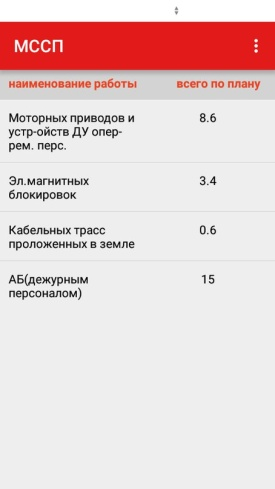 МССП
наименование работы всего по плану
Моторных приводов и 8.6
устр-ойств ДУ опер-
рем. перс.
Эл.магнитных 3.4
блокировок
Кабельных трасс 0.6
проложенных в земле
АБ(дежурным 15
персоналом)